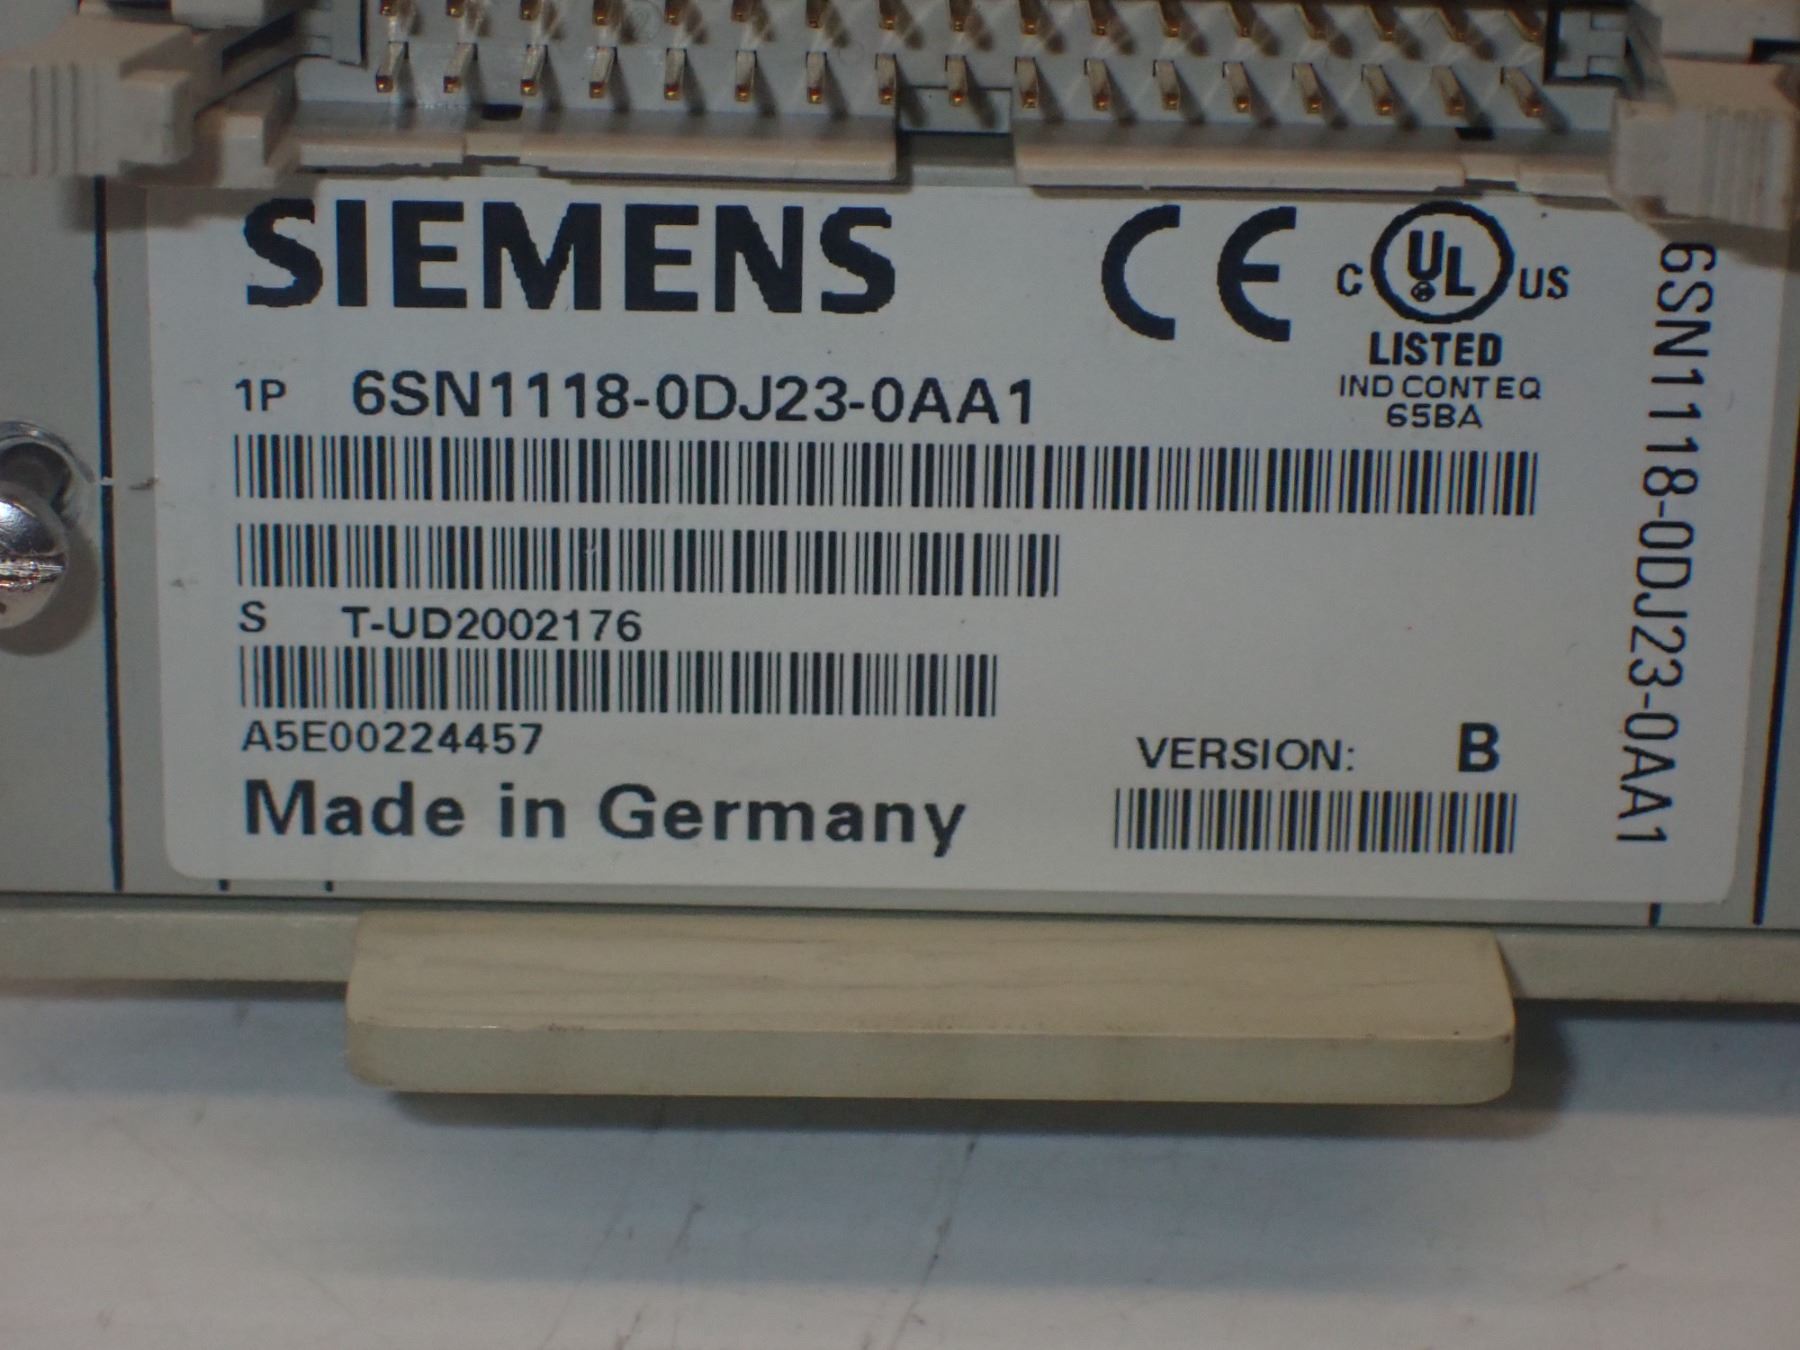 SIEMENS
CE
C UL US
LISTED
IND CONT EQ
65BA
1P 6SN1118-0DJ23-0AA1
S T-UD2002176
A5E00224457
Made in Germany
VERSION: B
6SN1118-0DJ23-0AA1